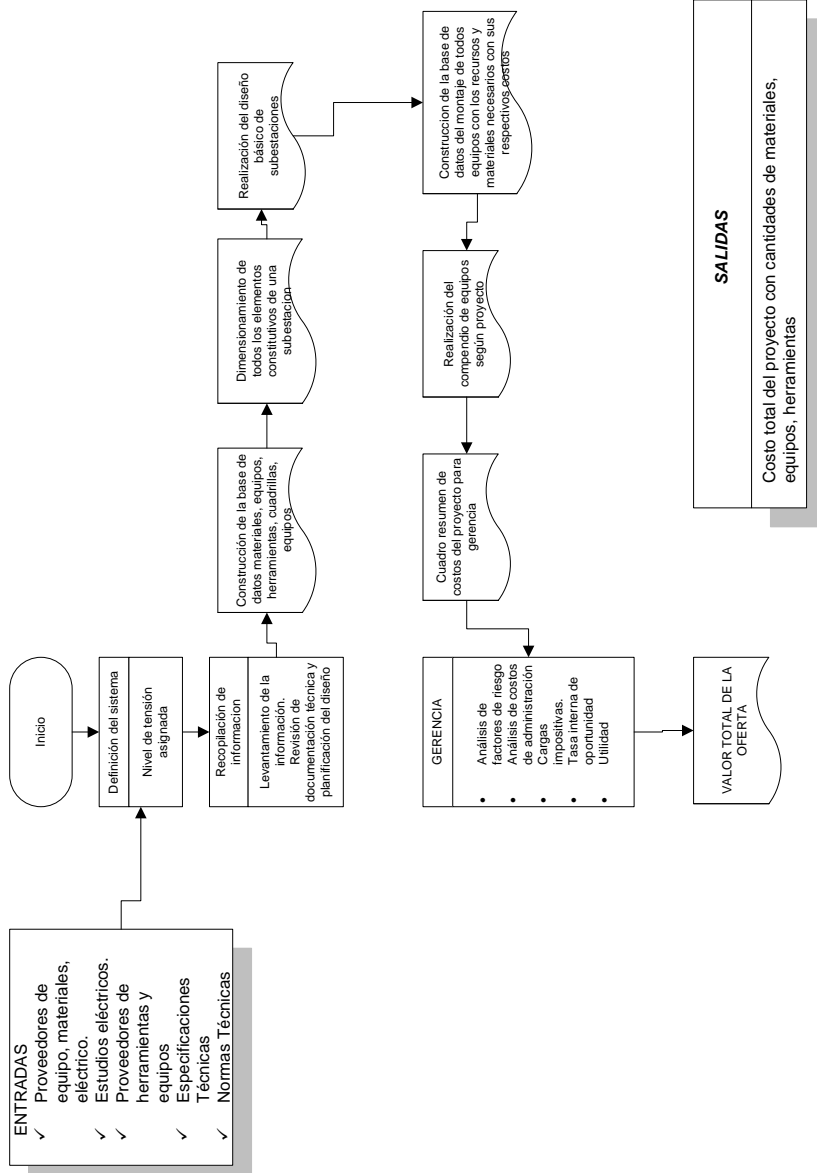 ENTRADAS
✓ Proveedores de
equipo, materiales,
eléctrico.
✓ Estudios eléctricos.
✓ Proveedores de
herramientas y
equipos
✓ Especificaciones
Técnicas
✓ Normas Técnicas
Inicio
Definición del sistema
Nivel de tensión
asignada
Recopilación de
informacion
Levantamiento de la
información.
Revisión de
documentación técnica y
planificación del diseño
Construcción de la base de
datos materiales, equipos,
herramientas, cuadrillas,
equipos
Dimensionamiento de
todos los elementos
constitutivos de una
subestacion
Realización del diseño
básico de
subestaciones
Construccion de la base de
datos del montaje de todos
equipos con los recursos y
materiales necesarios con sus
respectivos costos
Realización del
compendio de equipos
según proyecto
Cuadro resumen de
costos del proyecto para
gerencia
GERENCIA
• Análisis de
factores de riesgo
• Análisis de costos
de administración
• Cargas
impositivas.
• Tasa interna de
oportunidad
• Utilidad
VALOR TOTAL DE LA
OFERTA
SALIDAS
Costo total del proyecto con cantidades de materiales,
equipos, herramientas